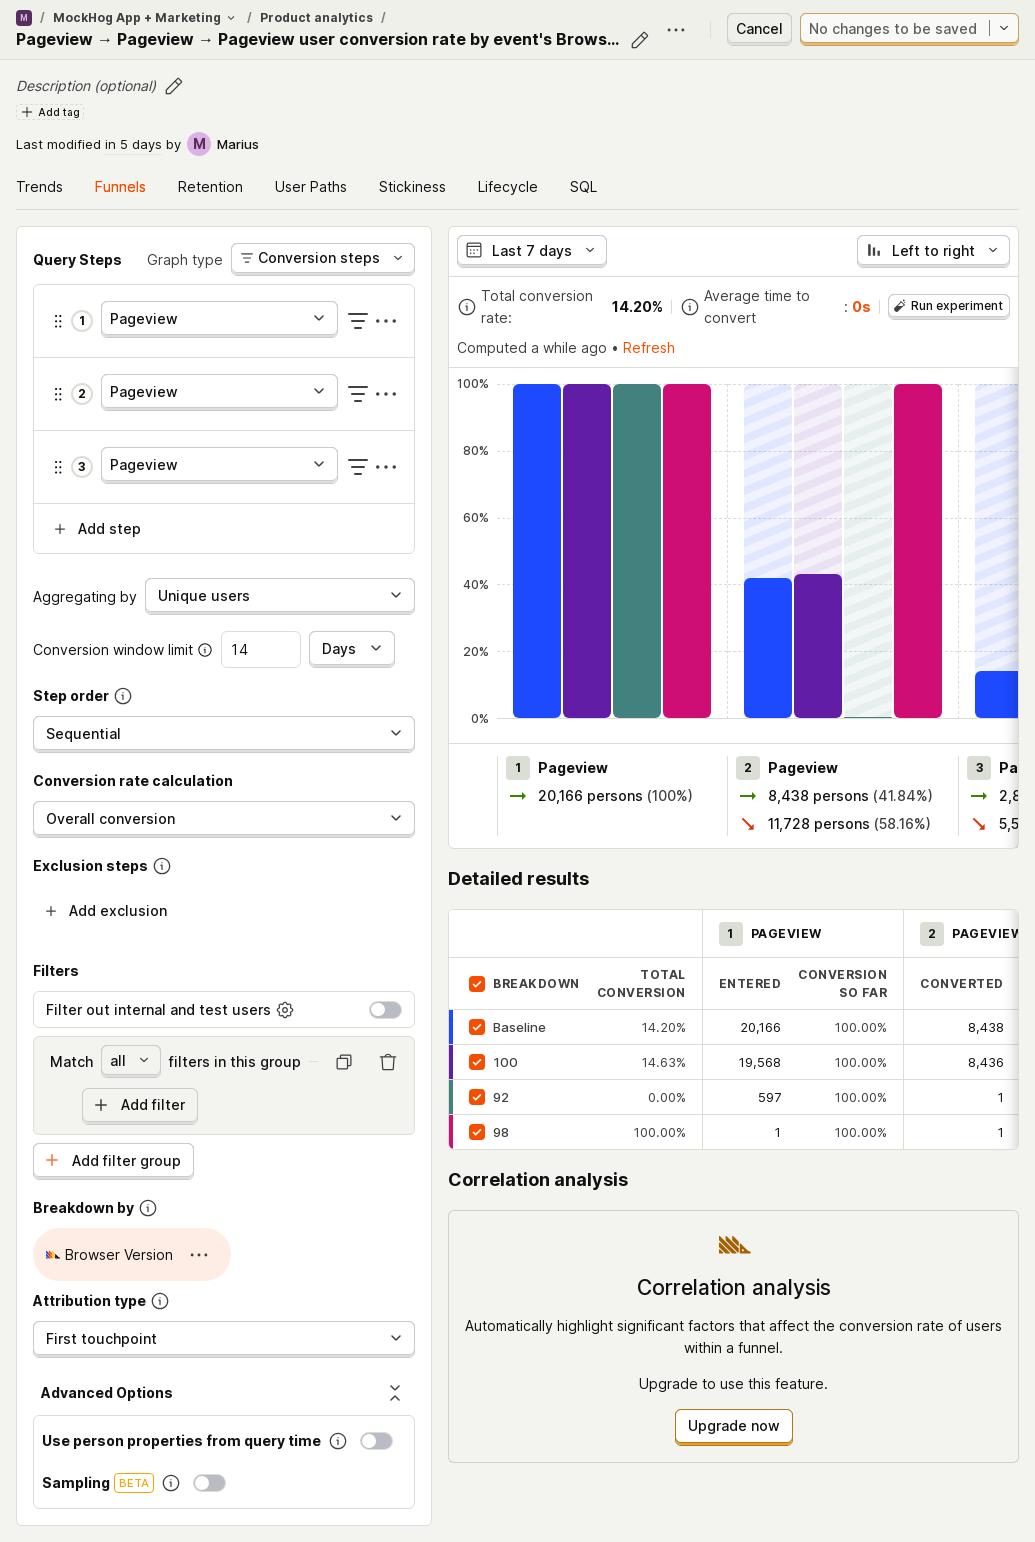 M / MockHog App + Marketing / Product analytics /
Pageview → Pageview → Pageview user conversion rate by event's Brows...
Cancel
No changes to be saved
Description (optional)
Add tag
Last modified in 5 days by M Marius
Trends Funnels Retention User Paths Stickiness Lifecycle SQL
Query Steps Graph type Conversion steps
1 Pageview
2 Pageview
3 Pageview
Add step
Aggregating by Unique users
Conversion window limit 14 Days
Step order
Sequential
Conversion rate calculation
Overall conversion
Exclusion steps
Add exclusion
Filters
Filter out internal and test users
Match all filters in this group
Add filter
Add filter group
Breakdown by
Browser Version
Attribution type
First touchpoint
Advanced Options
Use person properties from query time
Sampling BETA
Last 7 days Left to right
Total conversion rate: 14.20% Average time to convert : 0s Run experiment
Computed a while ago • Refresh
100%
80%
60%
40%
20%
0%
1 Pageview 2 Pageview 3 Pa
20,166 persons (100%) 8,438 persons (41.84%) 2,8
11,728 persons (58.16%) 5,5
Detailed results
1 PAGEVIEW 2 PAGEVIEW
BREAKDOWN TOTAL CONVERSION ENTERED CONVERSION SO FAR CONVERTED
Baseline 14.20% 20,166 100.00% 8,438
100 14.63% 19,568 100.00% 8,436
92 0.00% 597 100.00% 1
98 100.00% 1 100.00% 1
Correlation analysis
Correlation analysis
Automatically highlight significant factors that affect the conversion rate of users
within a funnel.
Upgrade to use this feature.
Upgrade now